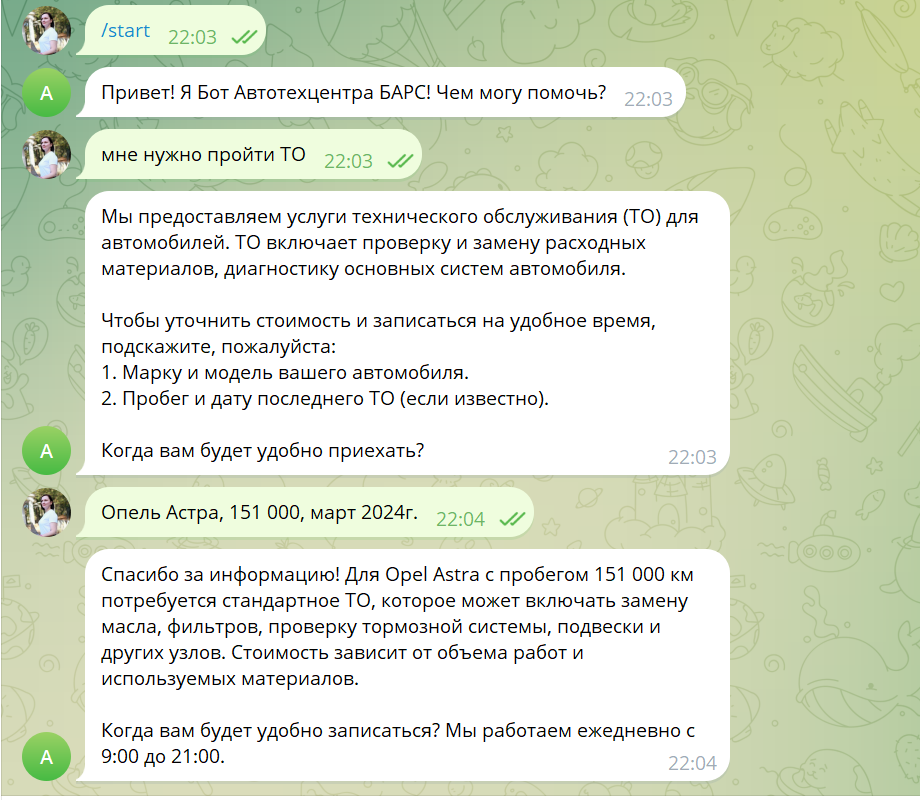 /start 22:03
А Привет! Я Бот Автотехцентра БАРС! Чем могу помочь? 22:03
мне нужно пройти ТО 22:03
Мы предоставляем услуги технического обслуживания (ТО) для
автомобилей. ТО включает проверку и замену расходных
материалов, диагностику основных систем автомобиля.
Чтобы уточнить стоимость и записаться на удобное время,
подскажите, пожалуйста:
1. Марку и модель вашего автомобиля.
2. Пробег и дату последнего ТО (если известно).
А Когда вам будет удобно приехать? 22:03
Опель Астра, 151 000, март 2024г. 22:04
Спасибо за информацию! Для Opel Astra с пробегом 151 000 км
потребуется стандартное ТО, которое может включать замену
масла, фильтров, проверку тормозной системы, подвески и
других узлов. Стоимость зависит от объема работ и
используемых материалов.
Когда вам будет удобно записаться? Мы работаем ежедневно с
А 9:00 до 21:00. 22:04